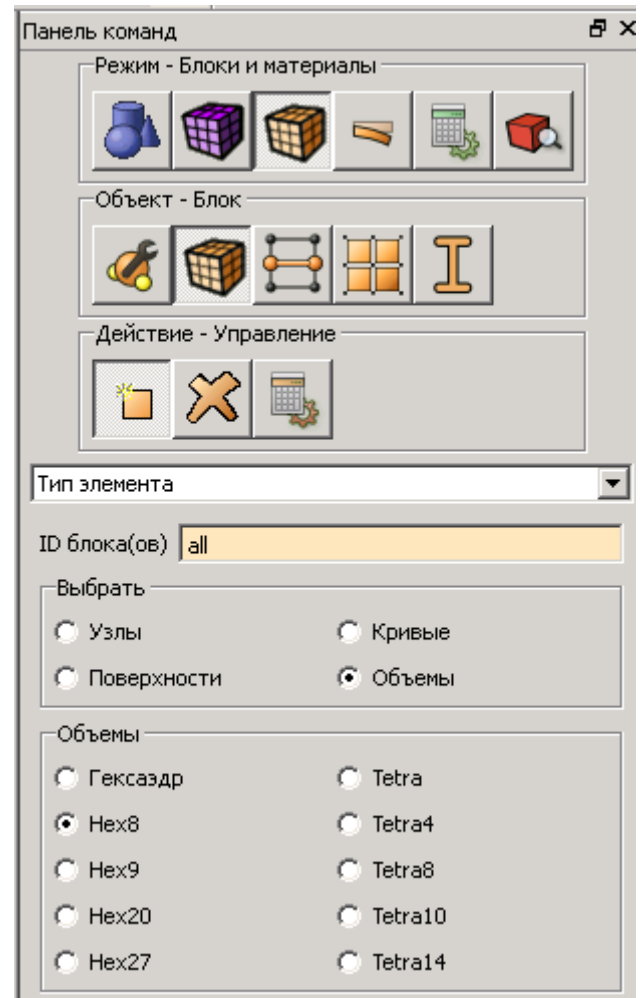 Панель команд
Режим - Блоки и материалы
Объект - Блок
Действие - Управление
Тип элемента
ID блока(ов) all
Выбрать
Узлы Кривые
Поверхности Объемы
Объемы
Гексаэдр Tetra
Hex8 Tetra4
Hex9 Tetra8
Hex20 Tetra10
Hex27 Tetra14